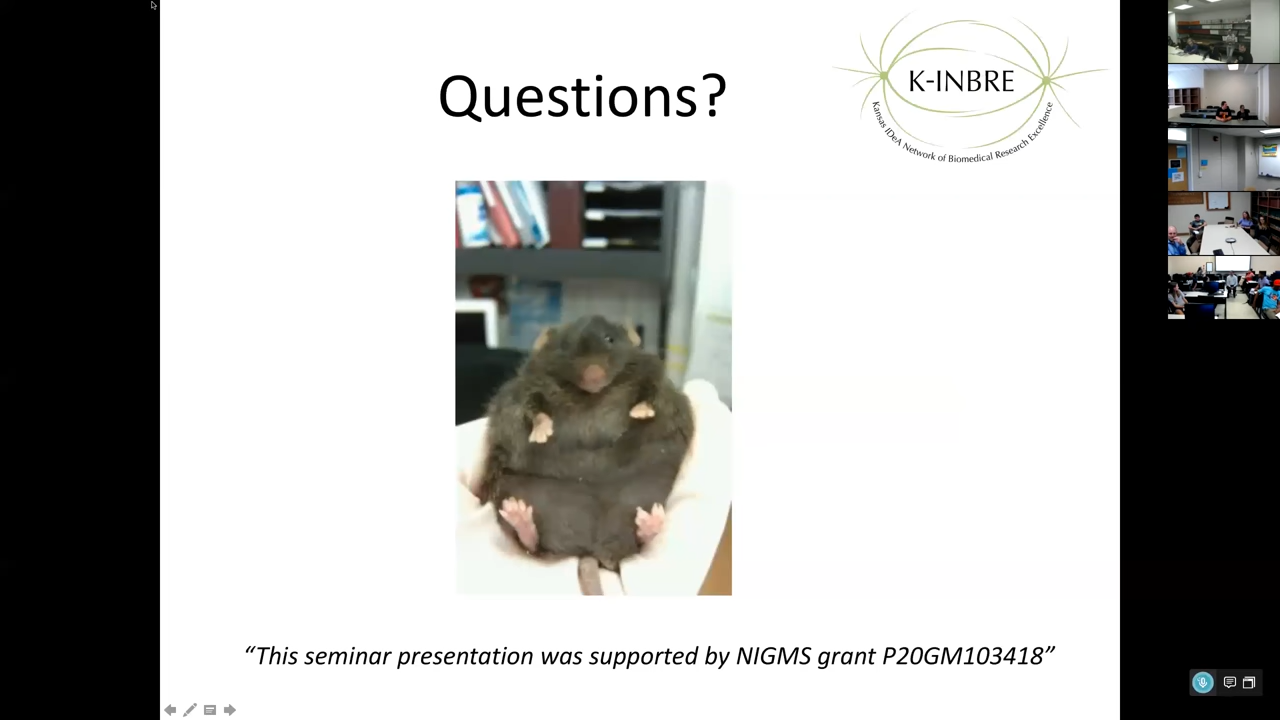 Questions?
K-INBRE
Kansas IDeA Network of Biomedical Research Excellence
“This seminar presentation was supported by NIGMS grant P20GM103418”